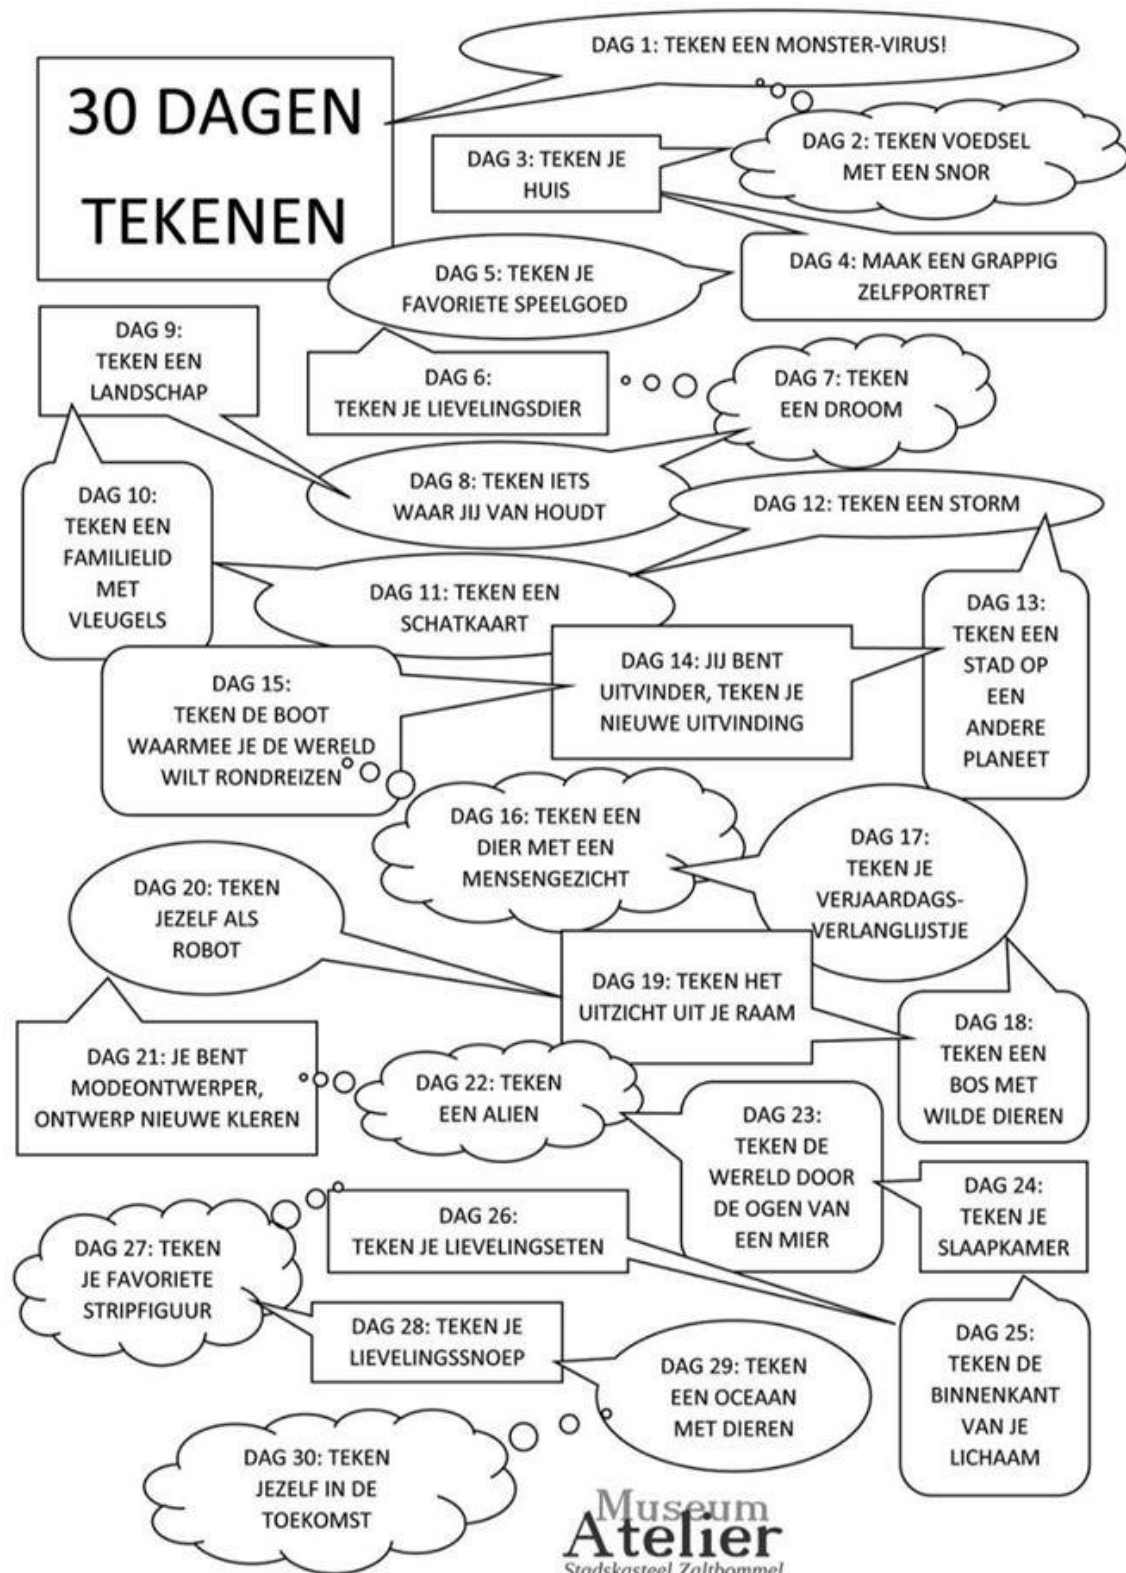 30 DAGEN
TEKENEN
DAG 1: TEKEN EEN MONSTER-VIRUS!
DAG 2: TEKEN VOEDSEL
MET EEN SNOR
DAG 3: TEKEN JE
HUIS
DAG 4: MAAK EEN GRAPPIG
ZELFPORTRET
DAG 5: TEKEN JE
FAVORIETE SPEELGOED
DAG 6:
TEKEN JE LIEVELINGSDIER
DAG 7: TEKEN
EEN DROOM
DAG 8: TEKEN IETS
WAAR JIJ VAN HOUDT
DAG 9:
TEKEN EEN
LANDSCHAP
DAG 10:
TEKEN EEN
FAMILIELID
MET
VLEUGELS
DAG 11: TEKEN EEN
SCHATKAART
DAG 12: TEKEN EEN STORM
DAG 13:
TEKEN EEN
STAD OP
EEN
ANDERE
PLANEET
DAG 14: JIJ BENT
UITVINDER, TEKEN JE
NIEUWE UITVINDING
DAG 15:
TEKEN DE BOOT
WAARMEE JE DE WERELD
WILT RONDREIZEN
DAG 16: TEKEN EEN
DIER MET EEN
MENSENGEZICHT
DAG 17:
TEKEN JE
VERJAARDAGS-
VERLANGLIJSTJE
DAG 18:
TEKEN EEN
BOS MET
WILDE DIEREN
DAG 19: TEKEN HET
UITZICHT UIT JE RAAM
DAG 20: TEKEN
JEZELF ALS
ROBOT
DAG 21: JE BENT
MODEONTWERPER,
ONTWERP NIEUWE KLEREN
DAG 22: TEKEN
EEN ALIEN
DAG 23:
TEKEN DE
WERELD DOOR
DE OGEN VAN
EEN MIER
DAG 24:
TEKEN JE
SLAAPKAMER
DAG 25:
TEKEN DE
BINNENKANT
VAN JE
LICHAAM
DAG 26:
TEKEN JE LIEVELINGSETEN
DAG 27: TEKEN
JE FAVORIETE
STRIPFIGUUR
DAG 28: TEKEN JE
LIEVELINGSSNOEP
DAG 29: TEKEN
EEN OCEAAN
MET DIEREN
DAG 30: TEKEN
JEZELF IN DE
TOEKOMST
Museum
Atelier
Stadskasteel Zaltbommel